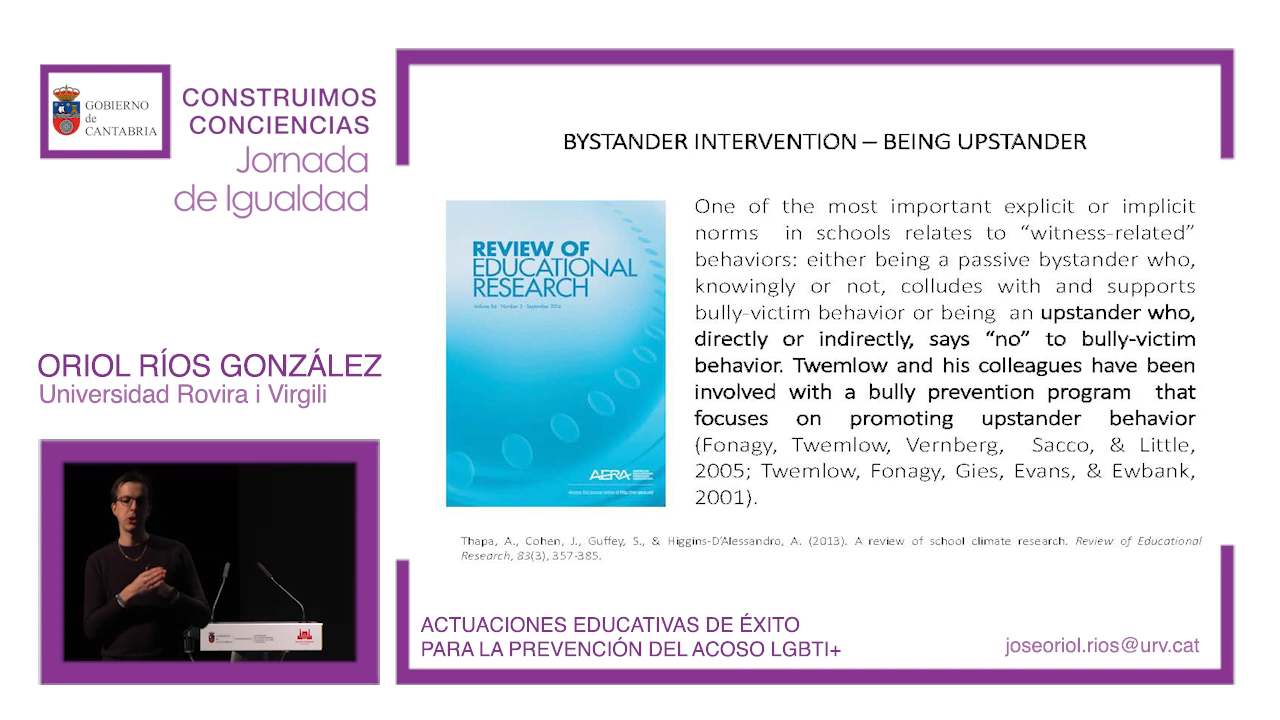 GOBIERNO
de
CANTABRIA
CONSTRUIMOS
CONCIENCIAS
Jornada
de Igualdad
ORIOL RÍOS GONZÁLEZ
Universidad Rovira i Virgili
BYSTANDER INTERVENTION – BEING UPSTANDER
REVIEW OF
EDUCATIONAL
RESEARCH
AERA
One of the most important explicit or implicit
norms in schools relates to “witness-related”
behaviors: either being a passive bystander who,
knowingly or not, colludes with and supports
bully-victim behavior or being an upstander who,
directly or indirectly, says “no” to bully-victim
behavior. Twemlow and his colleagues have been
involved with a bully prevention program that
focuses on promoting upstander behavior
(Fonagy, Twemlow, Vernberg, Sacco, & Little,
2005; Twemlow, Fonagy, Gies, Evans, & Ewbank,
2001).
Thapa, A., Cohen, J., Guffey, S., & Higgins-D’Alessandro, A. (2013). A review of school climate research. Review of Educational
Research, 83(3), 357-385.
ACTUACIONES EDUCATIVAS DE ÉXITO
PARA LA PREVENCIÓN DEL ACOSO LGBTI+
joseoriol.rios@urv.cat